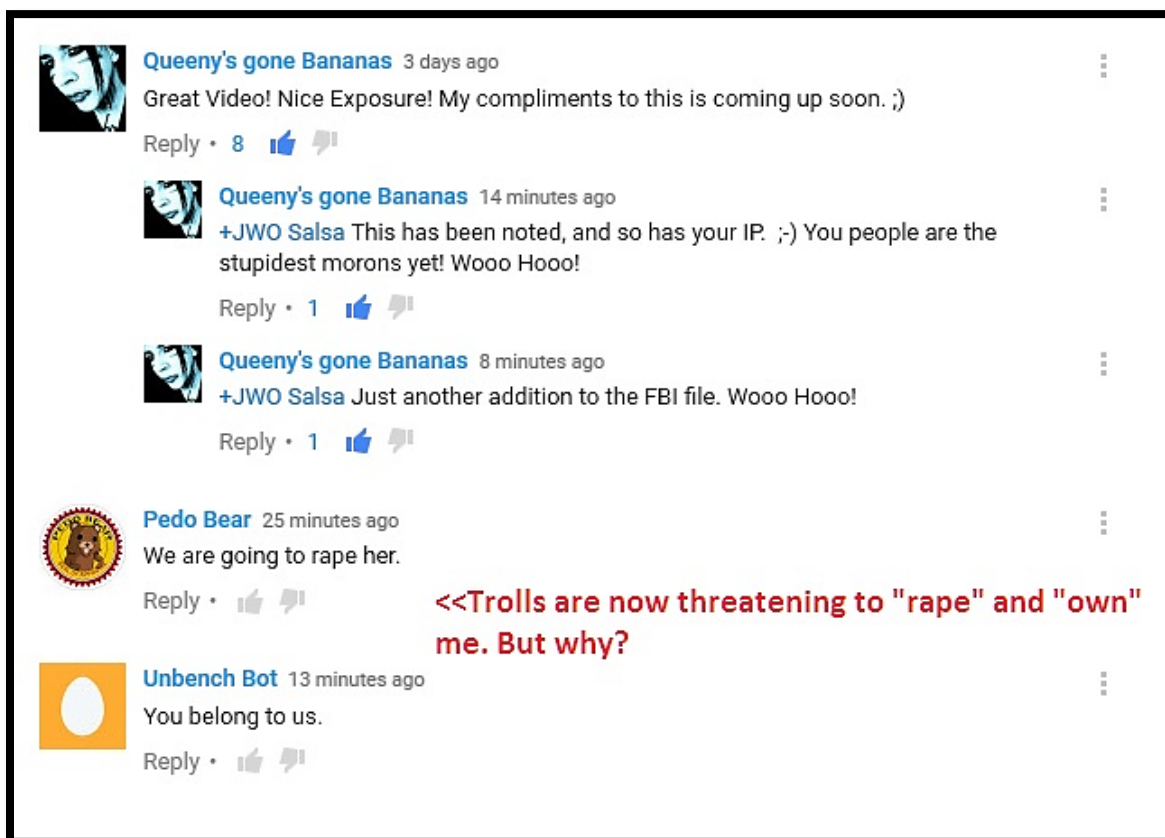 Queeny's gone Bananas 3 days ago
Great Video! Nice Exposure! My compliments to this is coming up soon. ;)
Reply • 8
Queeny's gone Bananas 14 minutes ago
+JWO Salsa This has been noted, and so has your IP. ;-) You people are the
stupidest morons yet! Wooo Hooo!
Reply • 1
Queeny's gone Bananas 8 minutes ago
+JWO Salsa Just another addition to the FBI file. Wooo Hooo!
Reply • 1
PEDO BEAR
Pedo Bear 25 minutes ago
We are going to rape her.
Reply •
<<Trolls are now threatening to "rape" and "own"
me. But why?
Unbench Bot 13 minutes ago
You belong to us.
Reply •